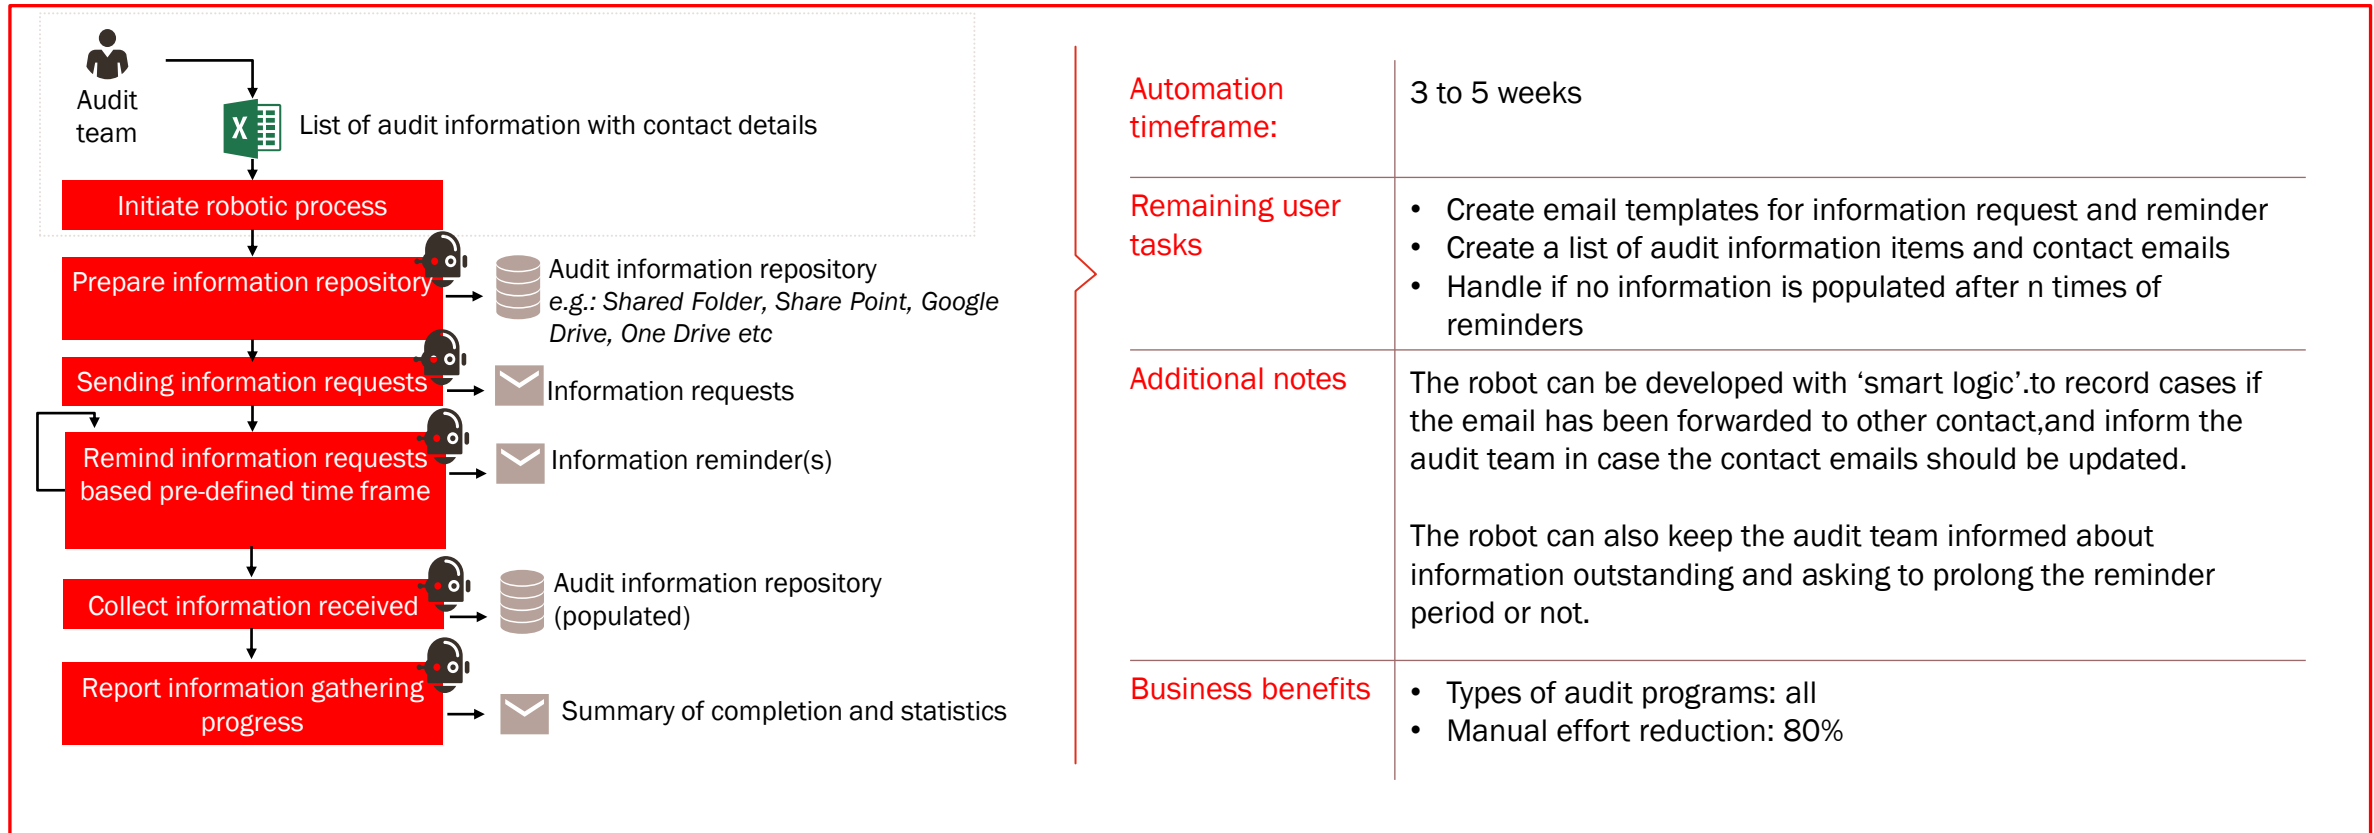 Audit
team
X
List of audit information with contact details
Initiate robotic process
Prepare information repository
Audit information repository
e.g.: Shared Folder, Share Point, Google
Drive, One Drive etc
Sending information requests
Information requests
Remind information requests
based pre-defined time frame
Information reminder(s)
Collect information received
Audit information repository
(populated)
Report information gathering
progress
Summary of completion and statistics
Automation
timeframe:
3 to 5 weeks
Remaining user
tasks
• Create email templates for information request and reminder
• Create a list of audit information items and contact emails
• Handle if no information is populated after n times of
reminders
Additional notes
The robot can be developed with ‘smart logic’.to record cases if
the email has been forwarded to other contact,and inform the
audit team in case the contact emails should be updated.
The robot can also keep the audit team informed about
information outstanding and asking to prolong the reminder
period or not.
Business benefits
• Types of audit programs: all
• Manual effort reduction: 80%